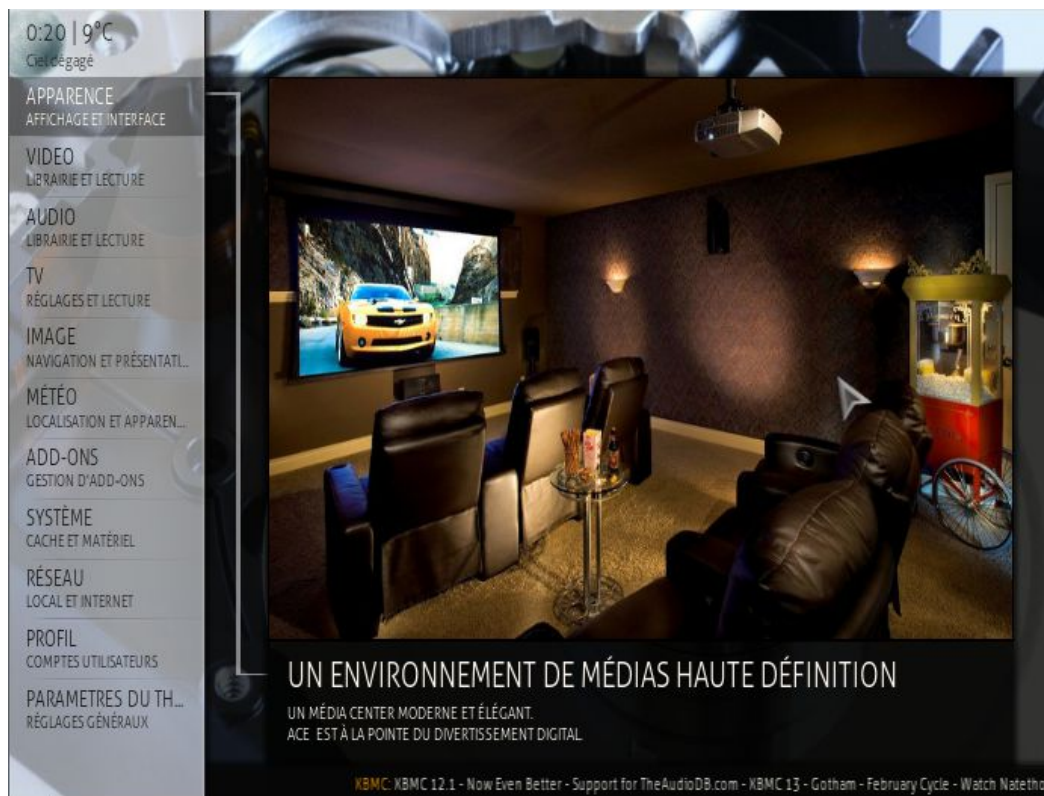 0:20 | 9°C
Ciel dégagé
APPARENCE
AFFICHAGE ET INTERFACE
VIDEO
LIBRAIRIE ET LECTURE
AUDIO
LIBRAIRIE ET LECTURE
TV
RÉGLAGES ET LECTURE
IMAGE
NAVIGATION ET PRÉSENTATI...
MÉTÉO
LOCALISATION ET APPAREN...
ADD-ONS
GESTION D'ADD-ONS
SYSTÈME
CACHE ET MATÉRIEL
RÉSEAU
LOCAL ET INTERNET
PROFIL
COMPTES UTILISATEURS
PARAMETRES DU TH...
RÉGLAGES GÉNÉRAUX
UN ENVIRONNEMENT DE MÉDIAS HAUTE DÉFINITION
UN MÉDIA CENTER MODERNE ET ÉLÉGANT.
ACE EST À LA POINTE DU DIVERTISSEMENT DIGITAL.
XBMC: XBMC 12.1 - Now Even Better - Support for TheAudioDB.com - XBMC 13 - Gotham - February Cycle - Watch Natetho